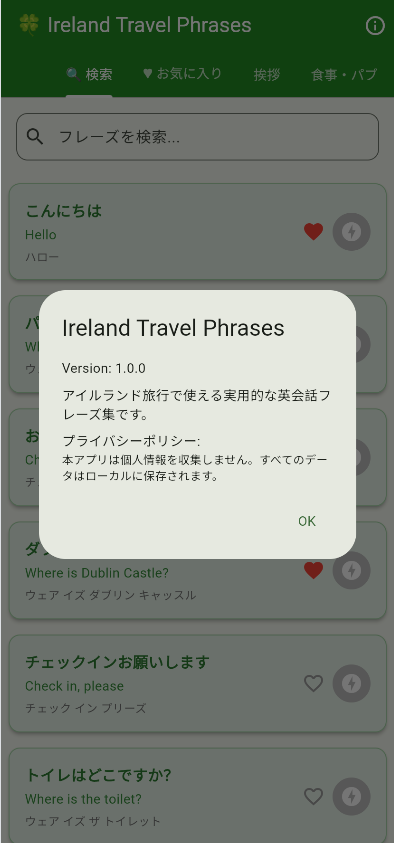 🍀 Ireland Travel Phrases
🔍 検索 ♥ お気に入り 挨拶 食事・パブ
フレーズを検索...
こんにちは
Hello
ハロー
パ
Wh
ウ
Ireland Travel Phrases
Version: 1.0.0
アイルランド旅行で使える実用的な英会話フ
レーズ集です。
プライバシーポリシー:
本アプリは個人情報を収集しません。すべてのデー
タはローカルに保存されます。
OK
お
Ch
チ
ダ
Where is Dublin Castle?
ウェア イズ ダブリン キャッスル
チェックインお願いします
Check in, please
チェック イン プリーズ
トイレはどこですか?
Where is the toilet?
ウェア イズ ザ トイレット